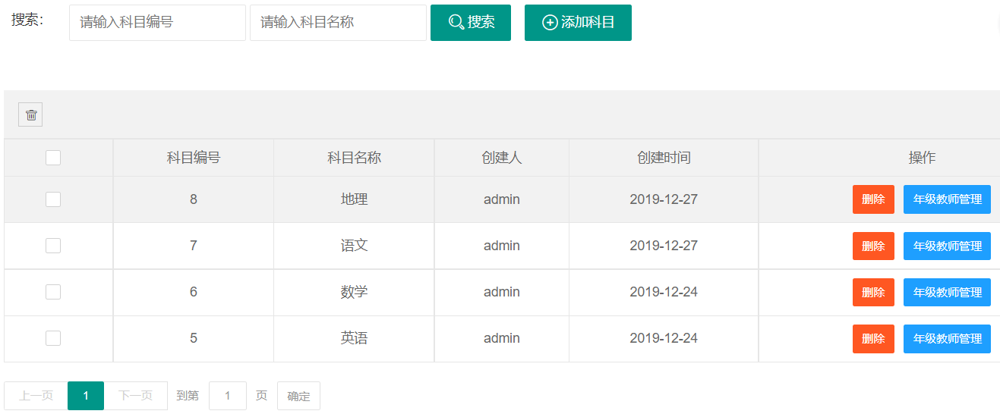 搜索： 请输入科目编号 请输入科目名称 搜索 添加科目
科目编号 科目名称 创建人 创建时间 操作
8 地理 admin 2019-12-27 删除 年级教师管理
7 语文 admin 2019-12-27 删除 年级教师管理
6 数学 admin 2019-12-24 删除 年级教师管理
5 英语 admin 2019-12-24 删除 年级教师管理
上一页 1 下一页 到第 1 页 确定